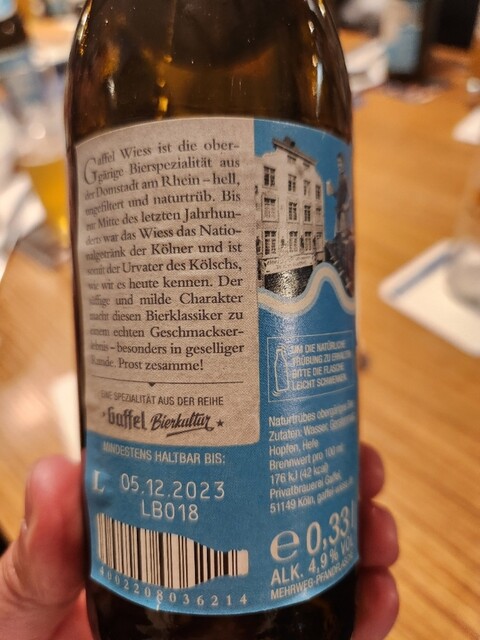 Gaffel Wiess ist die ober-
gärige Bierspezialität aus
der Domstadt am Rhein – hell,
ungefiltert und naturtrüb. Bis
zur Mitte des letzten Jahrhun-
derts war das Wiess das Natio-
nalgetränk der Kölner und ist
somit der Urvater des Kölschs,
wie wir es heute kennen. Der
süffige und milde Charakter
macht diesen Bierklassiker zu
einem echten Geschmackser-
lebnis – besonders in geselliger
Runde. Prost zesamme!
EINE SPEZIALITÄT AUS DER REIHE
Gaffel Bierkultur
MINDESTENS HALTBAR BIS:
L 05.12.2023
LB018
4002208036214
UM DIE NATÜRLICHE
TRÜBUNG ZU ERHALTEN
BITTE DIE FLASCHE
LEICHT SCHWENKEN.
Naturtrübes obergäriges
Zutaten: Wasser,
Hopfen, Hefe
Brennwert pro 100 ml:
176 kJ (42 kcal)
Privatbrauerei Gaffel,
51149 Köln,
e 0,33 l
ALK. 4,9 % VOL
MEHRWEG-PFANDFLASCHE